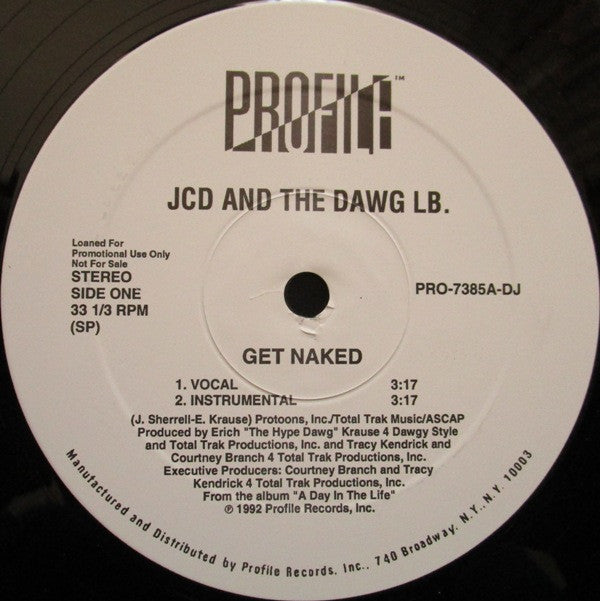 PROFILE™
JCD AND THE DAWG LB.
Loaned For
Promotional Use Only
Not For Sale
STEREO
SIDE ONE
33 1/3 RPM
(SP)
PRO-7385A-DJ
GET NAKED
1. VOCAL 3:17
2. INSTRUMENTAL 3:17
(J. Sherrell-E. Krause) Protoons, Inc./Total Trak Music/ASCAP
Produced by Erich "The Hype Dawg" Krause 4 Dawgy Style
and Total Trak Productions, Inc. and Tracy Kendrick and
Courtney Branch 4 Total Trak Productions, Inc.
Executive Producers: Courtney Branch and Tracy
Kendrick 4 Total Trak Productions, Inc.
From the album "A Day In The Life"
℗ 1992 Profile Records, Inc.
Manufactured and Distributed by Profile Records, Inc., 740 Broadway, N.Y., N.Y. 10003